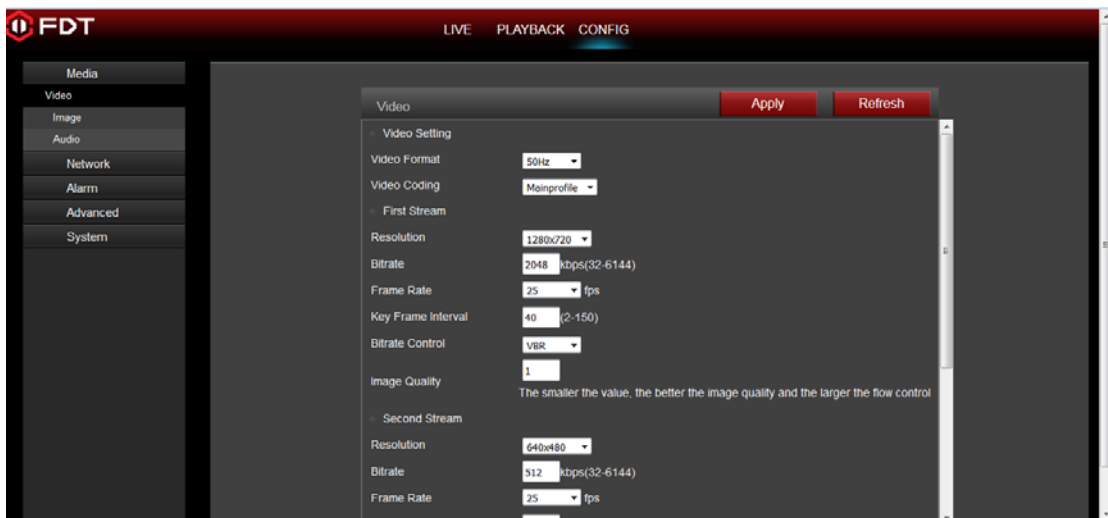 FDT
LIVE PLAYBACK CONFIG
Media
Video
Image
Audio
Network
Alarm
Advanced
System
Video Apply Refresh
Video Setting
Video Format 50Hz
Video Coding Mainprofile
First Stream
Resolution 1280x720
Bitrate 2048 kbps(32-6144)
Frame Rate 25 fps
Key Frame Interval 40 (2-150)
Bitrate Control VBR
Image Quality 1
The smaller the value, the better the image quality and the larger the flow control
Second Stream
Resolution 640x480
Bitrate 512 kbps(32-6144)
Frame Rate 25 fps